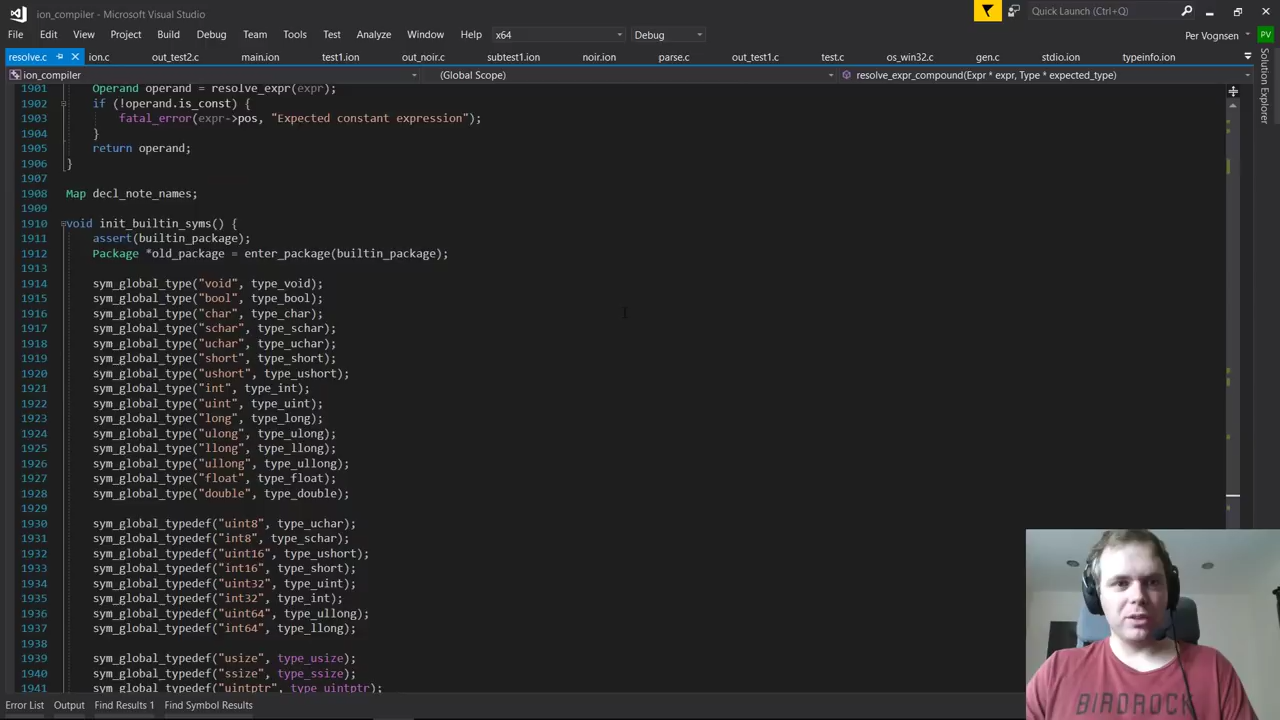 ion_compiler - Microsoft Visual Studio
Quick Launch (Ctrl+Q)
File Edit View Project Build Debug Team Tools Test Analyze Window Help x64 Debug Per Vognsen PV
resolve.c ion.c out_test2.c main.ion test1.ion out_noir.c subtest1.ion noir.ion parse.c out_test1.c test.c os_win32.c gen.c stdio.ion typeinfo.ion
ion_compiler (Global Scope) resolve_expr_compound(Expr * expr, Type * expected_type)
Solution Explorer
1901 Operand operand = resolve_expr(expr);
1902 if (!operand.is_const) {
1903 fatal_error(expr->pos, "Expected constant expression");
1904 }
1905 return operand;
1906 }
1907
1908 Map decl_note_names;
1909
1910 void init_builtin_syms() {
1911 assert(builtin_package);
1912 Package *old_package = enter_package(builtin_package);
1913
1914 sym_global_type("void", type_void);
1915 sym_global_type("bool", type_bool);
1916 sym_global_type("char", type_char);
1917 sym_global_type("schar", type_schar);
1918 sym_global_type("uchar", type_uchar);
1919 sym_global_type("short", type_short);
1920 sym_global_type("ushort", type_ushort);
1921 sym_global_type("int", type_int);
1922 sym_global_type("uint", type_uint);
1923 sym_global_type("long", type_long);
1924 sym_global_type("ulong", type_ulong);
1925 sym_global_type("llong", type_llong);
1926 sym_global_type("ullong", type_ullong);
1927 sym_global_type("float", type_float);
1928 sym_global_type("double", type_double);
1929
1930 sym_global_typedef("uint8", type_uchar);
1931 sym_global_typedef("int8", type_schar);
1932 sym_global_typedef("uint16", type_ushort);
1933 sym_global_typedef("int16", type_short);
1934 sym_global_typedef("uint32", type_uint);
1935 sym_global_typedef("int32", type_int);
1936 sym_global_typedef("uint64", type_ullong);
1937 sym_global_typedef("int64", type_llong);
1938
1939 sym_global_typedef("usize", type_usize);
1940 sym_global_typedef("ssize", type_ssize);
1941 sym_global_typedef("uintptr", type_uintptr);
BIRDROCK
Error List Output Find Results 1 Find Symbol Results